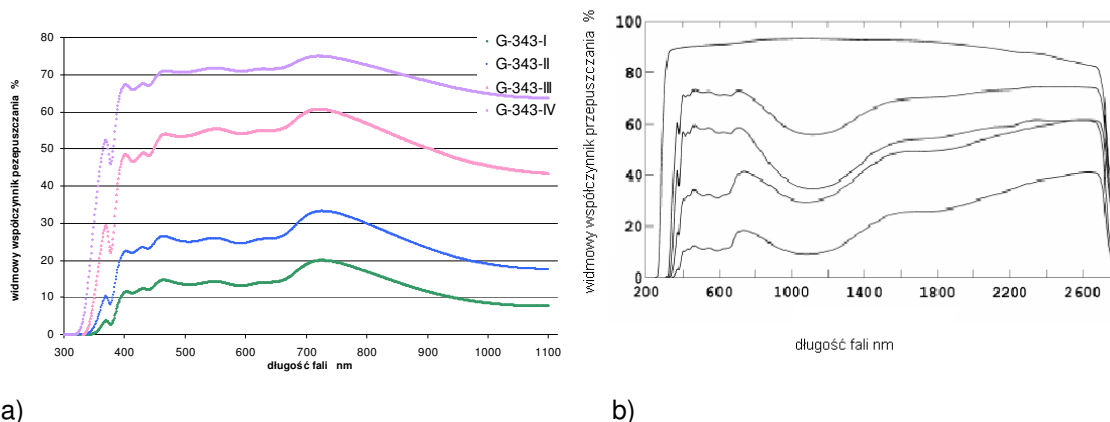 widmowy współczynnik pezepuszczania %
80
70
60
50
40
30
20
10
0
300 400 500 600 700 800 900 1000 1100
długość fali nm
G-343-I
G-343-II
G-343-III
G-343-IV
a)
widmowy współczynnik przepuszczania %
100
80
60
40
20
0
200 600 1000 1400 1800 2200 2600
długość fali nm
b)